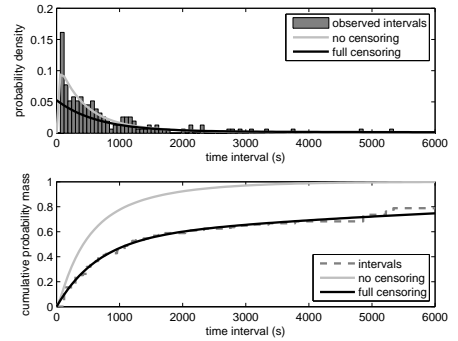 0.2
0.15
0.1
0.05
0
probability density
observed intervals
no censoring
full censoring
0 1000 2000 3000 4000 5000 6000
time interval (s)
1
0.8
0.6
0.4
0.2
0
cumulative probability mass
intervals
no censoring
full censoring
0 1000 2000 3000 4000 5000 6000
time interval (s)